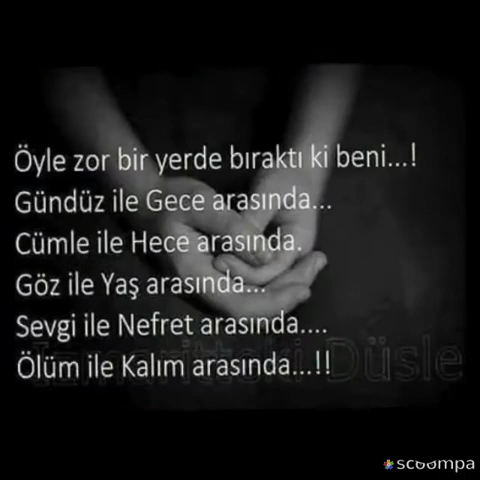 Öyle zor bir yerde bıraktı ki beni...!
Gündüz ile Gece arasında...
Cümle ile Hece arasında.
Göz ile Yaş arasında...
Sevgi ile Nefret arasında....
Ölüm ile Kalım arasında...!!
İzmaritteki Düşle
scoompa